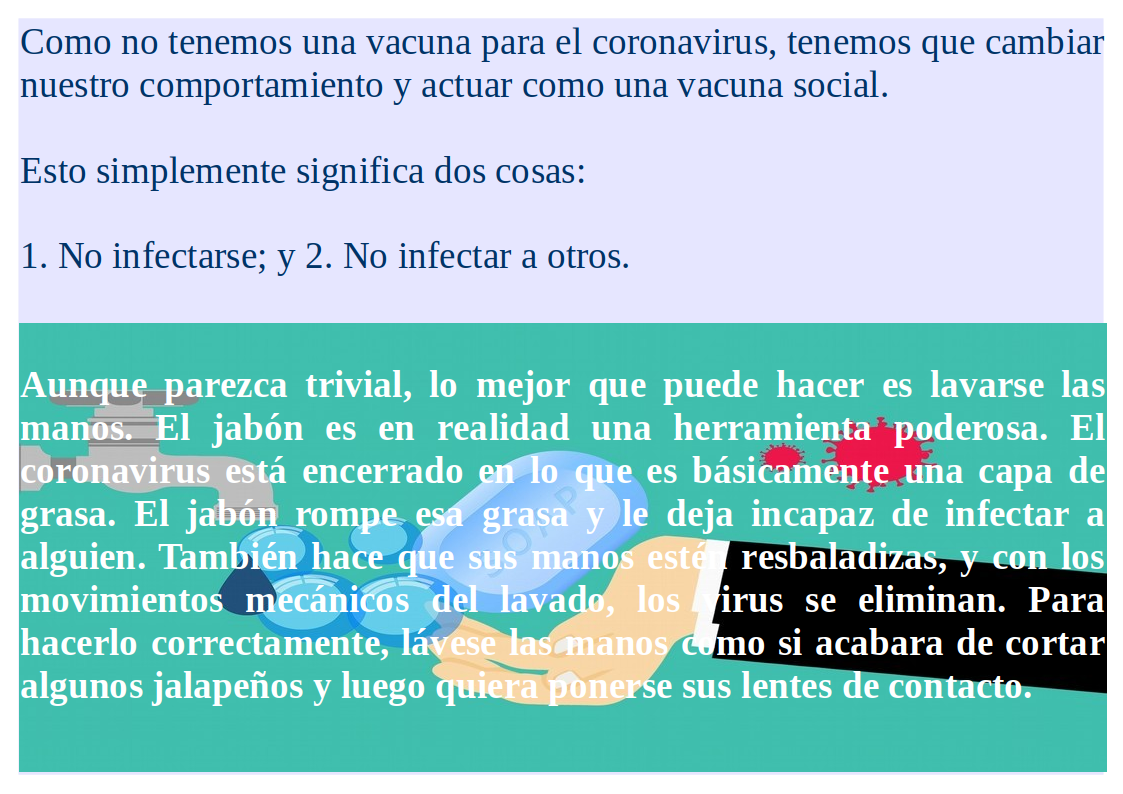 Como no tenemos una vacuna para el coronavirus, tenemos que cambiar
nuestro comportamiento y actuar como una vacuna social.
Esto simplemente significa dos cosas:
1. No infectarse; y 2. No infectar a otros.
Aunque parezca trivial, lo mejor que puede hacer es lavarse las
manos. El jabón es en realidad una herramienta poderosa. El
coronavirus está encerrado en lo que es básicamente una capa de
grasa. El jabón rompe esa grasa y le deja incapaz de infectar a
alguien. También hace que sus manos estén resbaladizas, y con los
movimientos mecánicos del lavado, los virus se eliminan. Para
hacerlo correctamente, lávese las manos como si acabara de cortar
algunos jalapeños y luego quiera ponerse sus lentes de contacto.
SOAP